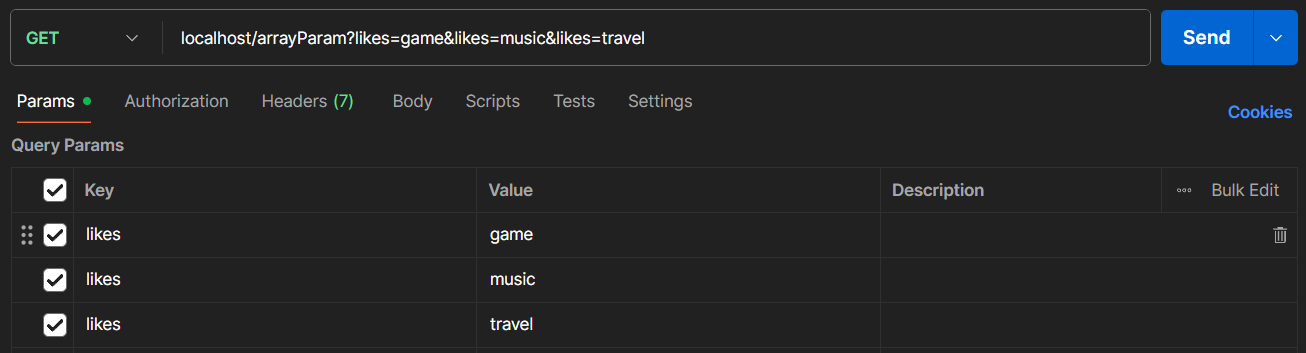 GET localhost/arrayParam?likes=game&likes=music&likes=travel Send
Params Authorization Headers (7) Body Scripts Tests Settings Cookies
Query Params
Key Value Description Bulk Edit
likes game
likes music
likes travel